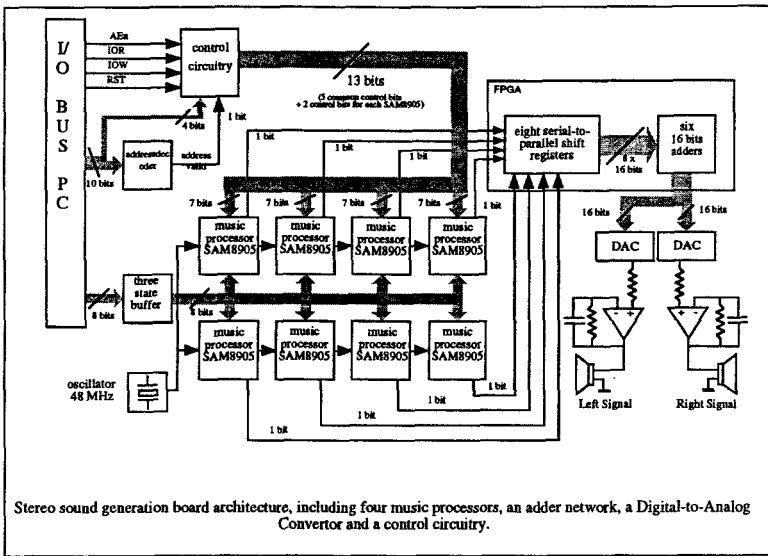 I/O BUS PC
AEn
IOR
IOW
RST
control circuitry
13 bits
(5 common control bits
+ 2 control bits for each SAM8905)
4 bits
1 bit
10 bits
addressdec
oder
address
valid
FPGA
eight serial-to-
parallel shift
registers
8 x
16 bits
six
16 bits
adders
1 bit
1 bit
1 bit
1 bit
7 bits
7 bits
7 bits
7 bits
music
processor
SAM8905
music
processor
SAM8905
music
processor
SAM8905
music
processor
SAM8905
16 bits
16 bits
DAC
DAC
8 bits
three
state
buffer
8 bits
music
processor
SAM8905
music
processor
SAM8905
music
processor
SAM8905
music
processor
SAM8905
oscillator
48 MHz
1 bit
1 bit
1 bit
1 bit
- +
+ -
Left Signal
Right Signal
Stereo sound generation board architecture, including four music processors, an adder network, a Digital-to-Analog
Convertor and a control circuitry.